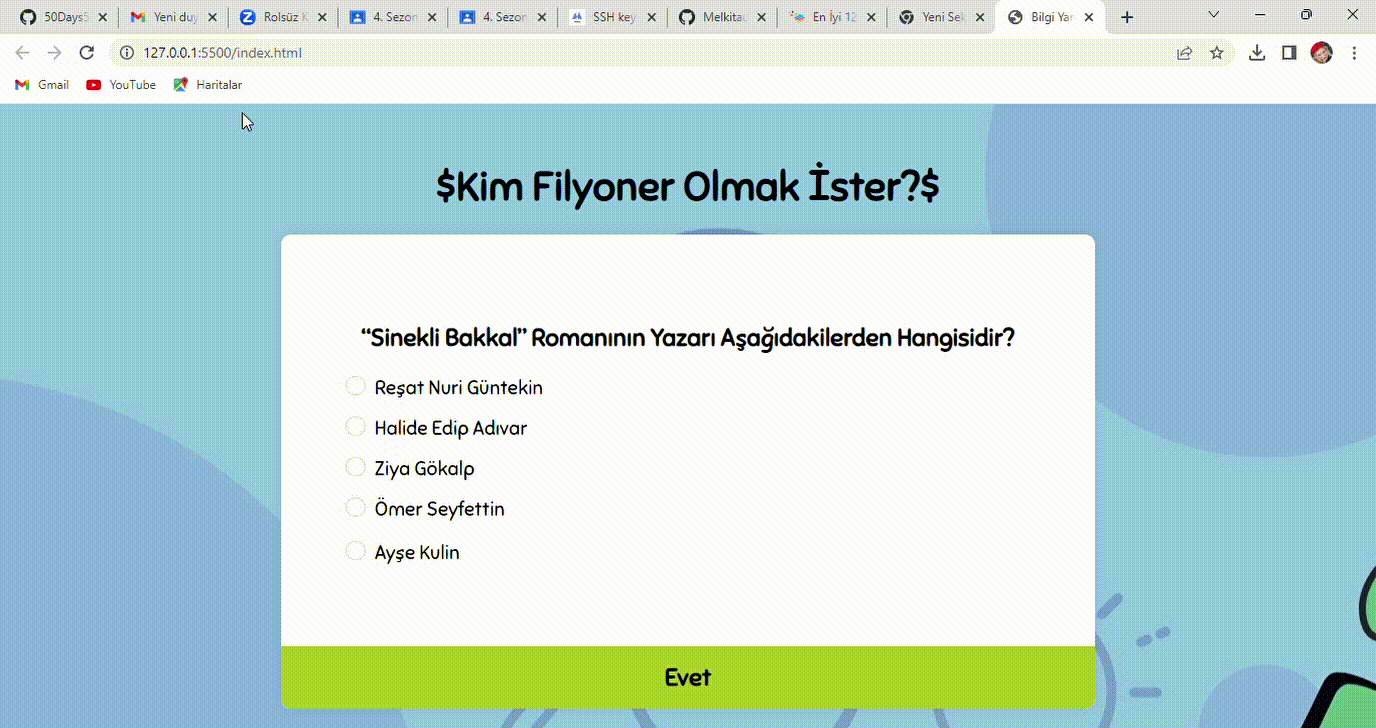 50Days5 Yeni duy Rolsüz K 4. Sezon 4. Sezon SSH key Melkitau En İyi 12 Yeni Sek Bilgi Yar
127.0.0.1:5500/index.html
Gmail YouTube Haritalar
$Kim Filyoner Olmak İster?$
“Sinekli Bakkal” Romanının Yazarı Aşağıdakilerden Hangisidir?
Reşat Nuri Güntekin
Halide Edip Adıvar
Ziya Gökalp
Ömer Seyfettin
Ayşe Kulin
Evet